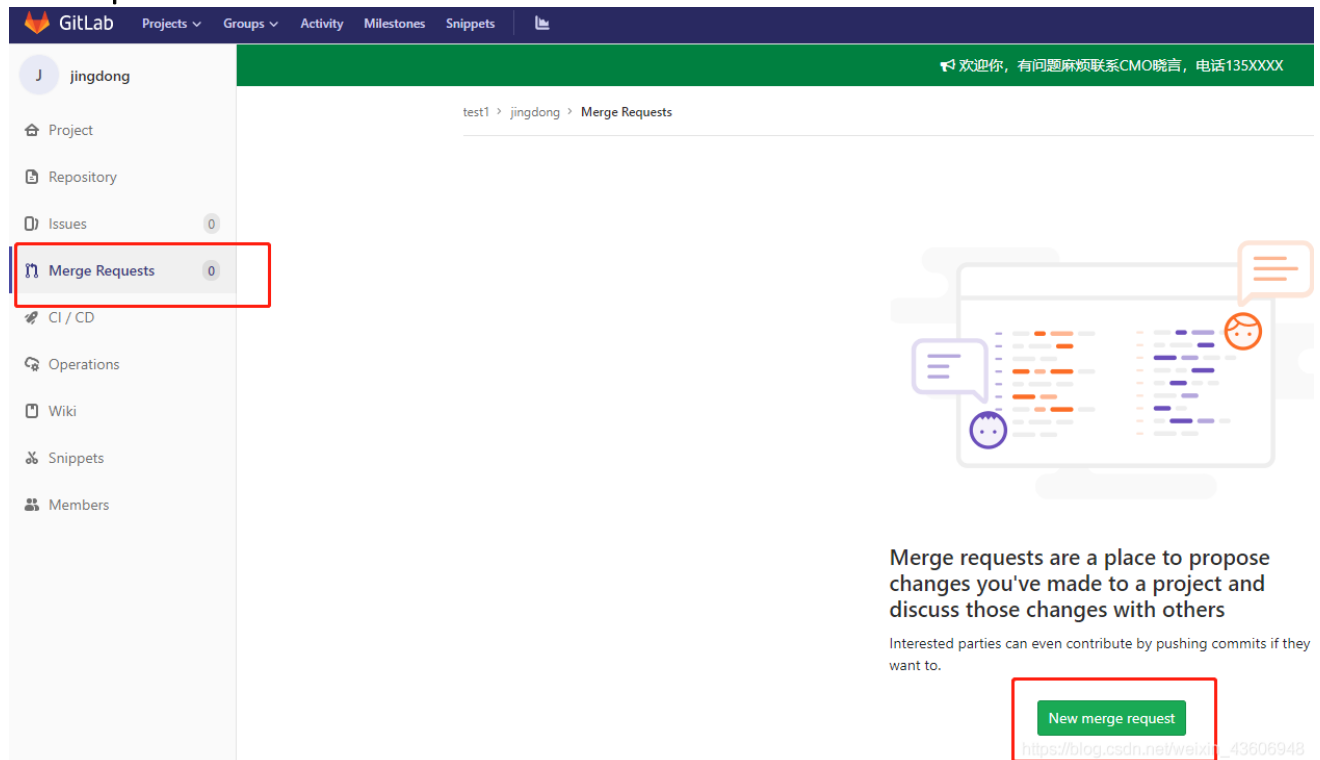 GitLab Projects Groups Activity Milestones Snippets
J jingdong
欢迎你，有问题麻烦联系CMO晓言，电话135XXXX
test1 > jingdong > Merge Requests
Project
Repository
Issues 0
Merge Requests 0
CI / CD
Operations
Wiki
Snippets
Members
Merge requests are a place to propose
changes you've made to a project and
discuss those changes with others
Interested parties can even contribute by pushing commits if they
want to.
New merge request
https://blog.csdn.net/weixin_43606948